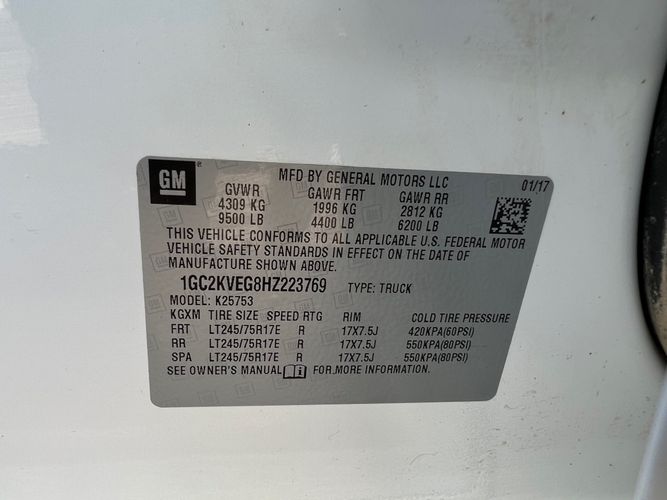 GM ®
MFD BY GENERAL MOTORS LLC 01/17
GVWR GAWR FRT GAWR RR
4309 KG 1996 KG 2812 KG
9500 LB 4400 LB 6200 LB
THIS VEHICLE CONFORMS TO ALL APPLICABLE U.S. FEDERAL MOTOR
VEHICLE SAFETY STANDARDS IN EFFECT ON THE DATE OF
MANUFACTURE SHOWN ABOVE.
1GC2KVEG8HZ223769 TYPE: TRUCK
MODEL: K25753
KGXM TIRE SIZE SPEED RTG RIM COLD TIRE PRESSURE
FRT LT245/75R17E R 17X7.5J 420KPA(60PSI)
RR LT245/75R17E R 17X7.5J 550KPA(80PSI)
SPA LT245/75R17E R 17X7.5J 550KPA(80PSI)
SEE OWNER'S MANUAL FOR MORE INFORMATION.